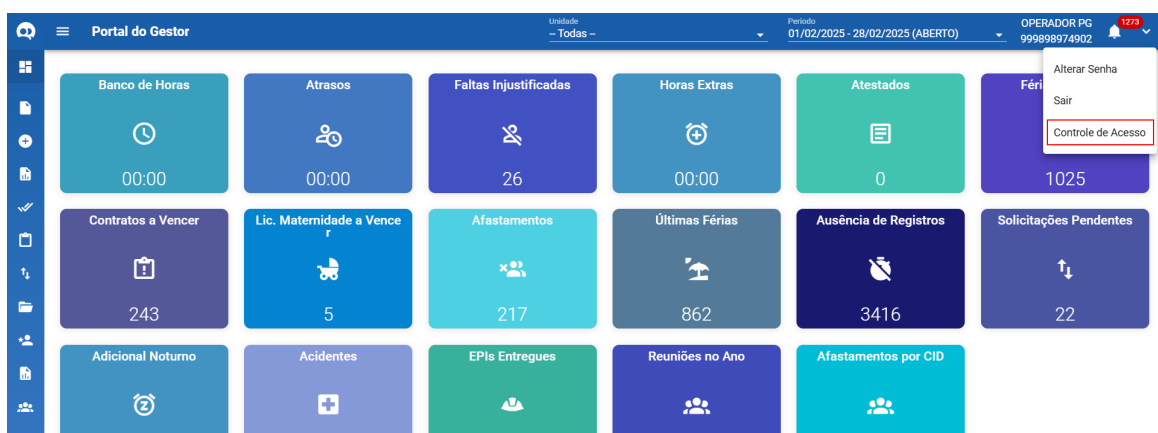 Portal do Gestor
Unidade
– Todas –
Período
01/02/2025 - 28/02/2025 (ABERTO)
OPERADOR PG
999898974902
1273
Alterar Senha
Sair
Controle de Acesso
Banco de Horas
00:00
Atrasos
00:00
Faltas Injustificadas
26
Horas Extras
00:00
Atestados
0
Féri
1025
Contratos a Vencer
243
Lic. Maternidade a Vence
r
5
Afastamentos
217
Últimas Férias
862
Ausência de Registros
3416
Solicitações Pendentes
22
Adicional Noturno
Acidentes
EPIs Entregues
Reuniões no Ano
Afastamentos por CID